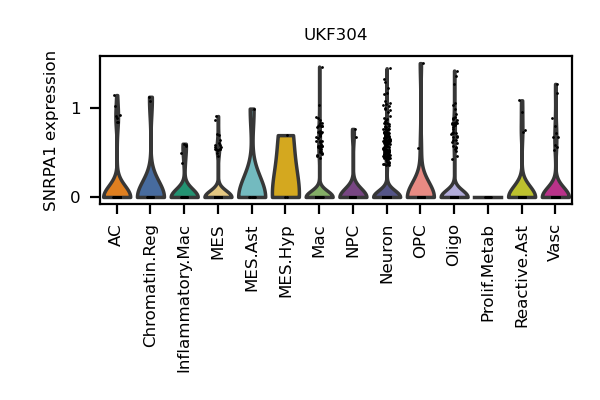 UKF304
SNRPA1 expression
1
0
AC
Chromatin.Reg
Inflammatory.Mac
MES
MES.Ast
MES.Hyp
Mac
NPC
Neuron
OPC
Oligo
Prolif.Metab
Reactive.Ast
Vasc